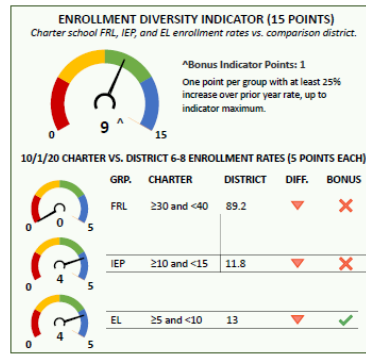 ENROLLMENT DIVERSITY INDICATOR (15 POINTS)
Charter school FRL, IEP, and EL enrollment rates vs. comparison district.
^Bonus Indicator Points: 1
One point per group with at least 25%
increase over prior year rate, up to
indicator maximum.
0 15
9 ^
10/1/20 CHARTER VS. DISTRICT 6-8 ENROLLMENT RATES (5 POINTS EACH)
GRP. CHARTER DISTRICT DIFF. BONUS
FRL ≥30 and <40 89.2
0 0 5
IEP ≥10 and <15 11.8
0 4 5
EL ≥5 and <10 13
0 4 5